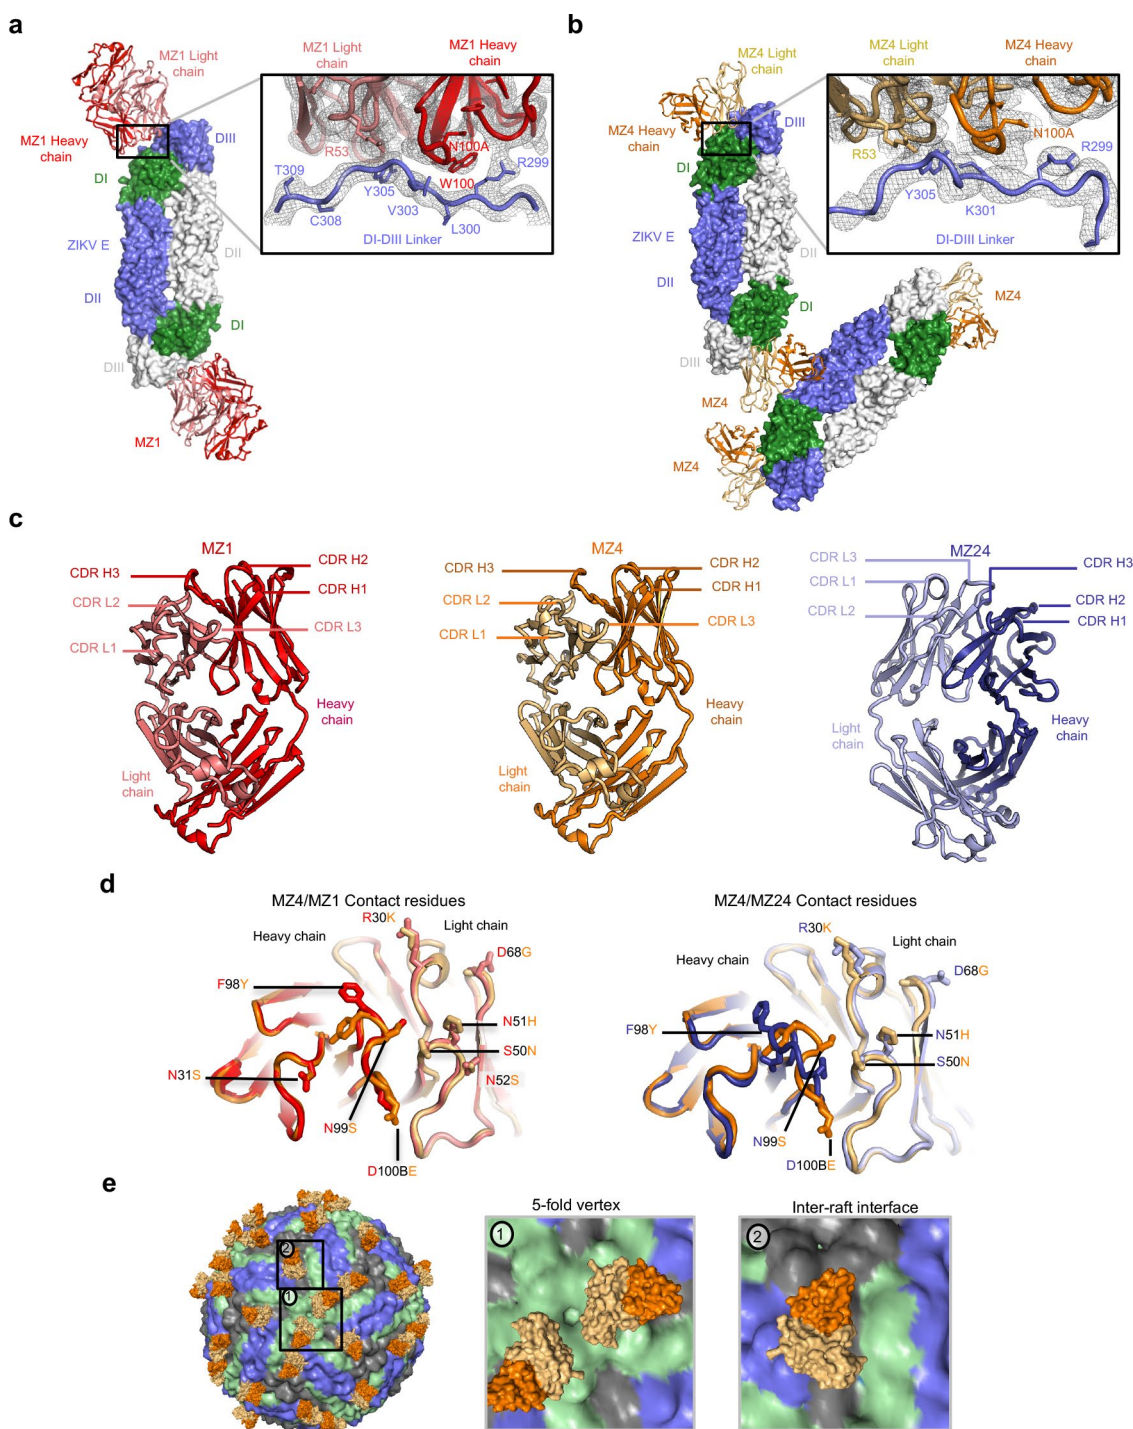 a
MZ1 Light
chain
MZ1 Heavy
chain
DIII
DI
ZIKV E
DII
DII
DI
DIII
MZ1
MZ1 Light
chain
MZ1 Heavy
chain
R53
N100A
W100
R299
T309
Y305
V303
C308
L300
DI-DIII Linker
b
MZ4 Light
chain
MZ4 Heavy
chain
DIII
DI
ZIKV E
DII
DII
DI
DIII
MZ4
MZ4
MZ4
MZ4 Light
chain
MZ4 Heavy
chain
R53
N100A
R299
Y305
K301
DI-DIII Linker
c
MZ1
CDR H3
CDR L2
CDR L1
CDR H2
CDR H1
CDR L3
Heavy
chain
Light
chain
MZ4
CDR H3
CDR L2
CDR L1
CDR H2
CDR H1
CDR L3
Heavy
chain
Light
chain
MZ24
CDR L3
CDR L1
CDR L2
CDR H3
CDR H2
CDR H1
Light
chain
Heavy
chain
d
MZ4/MZ1 Contact residues
R30K
Heavy chain
Light chain
D68G
F98Y
N51H
S50N
N31S
N52S
N99S
D100BE
MZ4/MZ24 Contact residues
R30K
Heavy chain
Light chain
D68G
F98Y
N51H
S50N
N99S
D100BE
e
2
1
5-fold vertex
1
Inter-raft interface
2